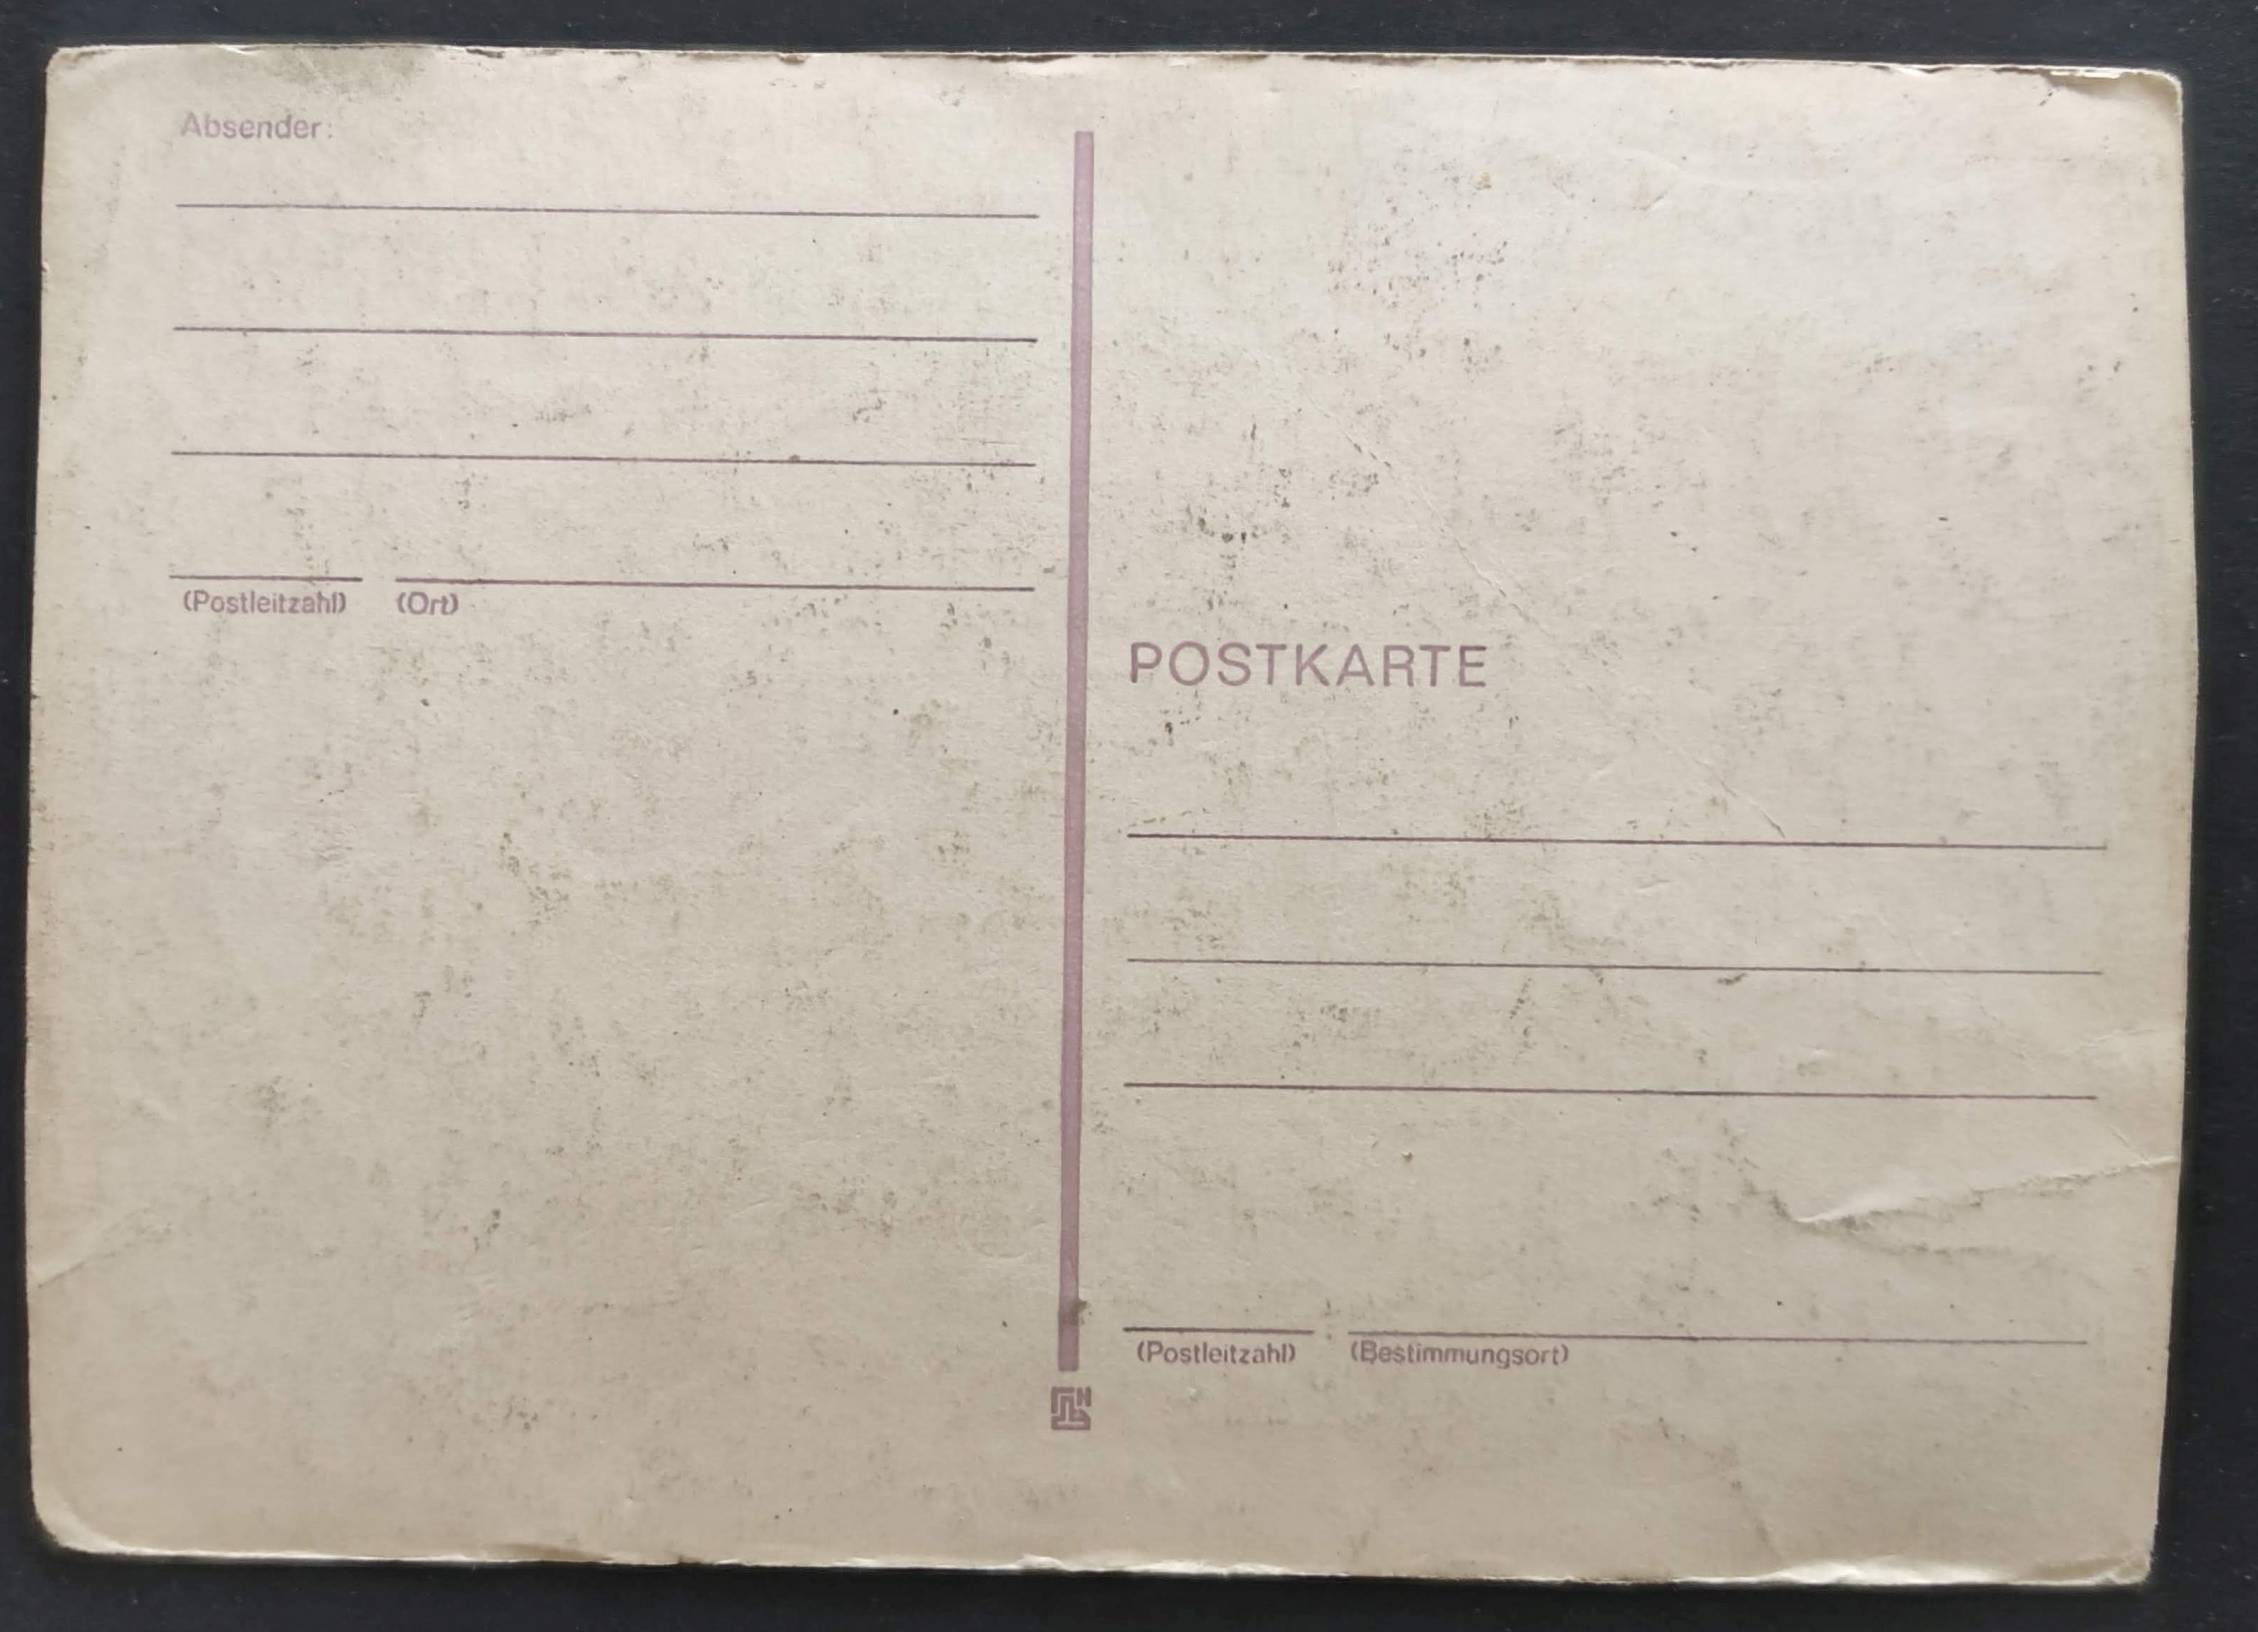 Absender:
(Postleitzahl) (Ort)
POSTKARTE
(Postleitzahl) (Bestimmungsort)